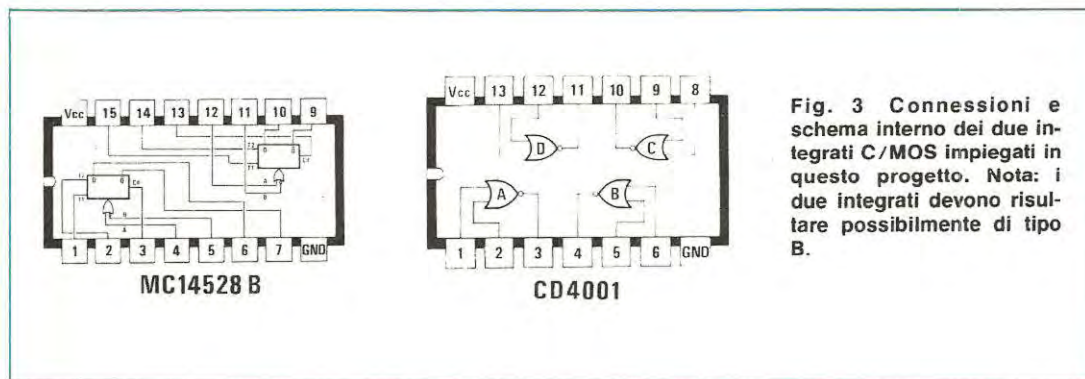 Vcc 15 14 13 12 11 10 9
1 2 3 4 5 6 7 GND
MC14528 B
Vcc 13 12 11 10 9 8
D C
A B
1 2 3 4 5 6 GND
CD4001
Fig. 3 Connessioni e
schema interno dei due in-
tegrati C/MOS impiegati in
questo progetto. Nota: i
due integrati devono risul-
tare possibilmente di tipo
B.